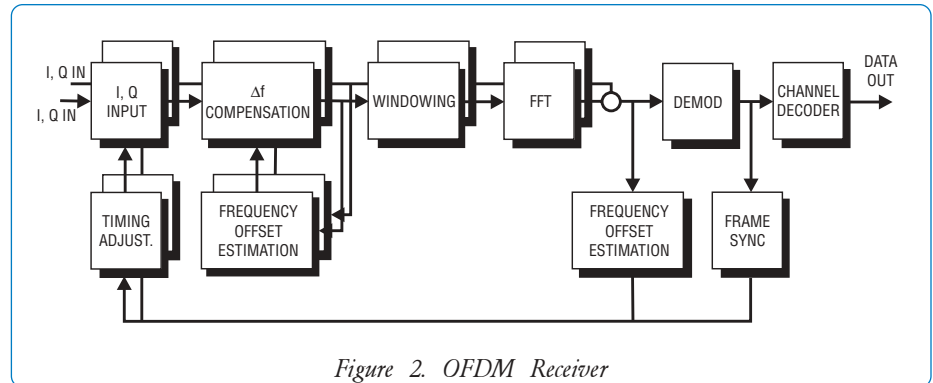 I, Q IN
I, Q IN
I, Q
INPUT
Δf
COMPENSATION
WINDOWING
FFT
DEMOD
CHANNEL
DECODER
DATA
OUT
TIMING
ADJUST.
FREQUENCY
OFFSET
ESTIMATION
FREQUENCY
OFFSET
ESTIMATION
FRAME
SYNC
Figure 2. OFDM Receiver